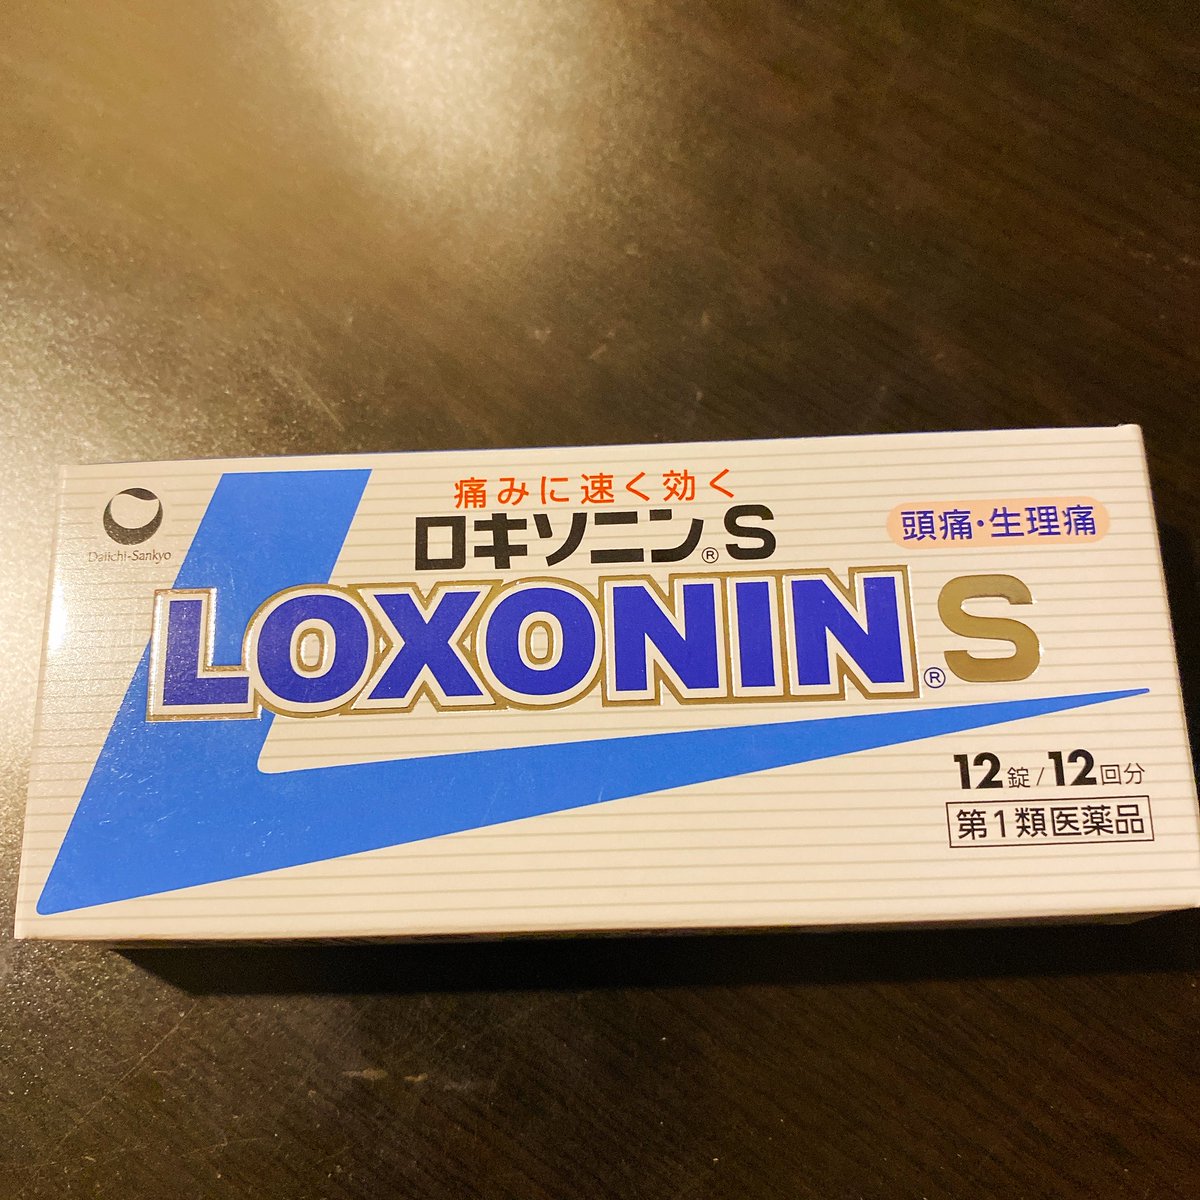 Daiichi-Sankyo
痛みに速く効く
ロキソニン®S
頭痛・生理痛
LOXONIN®S
12錠/12回分
第1類医薬品